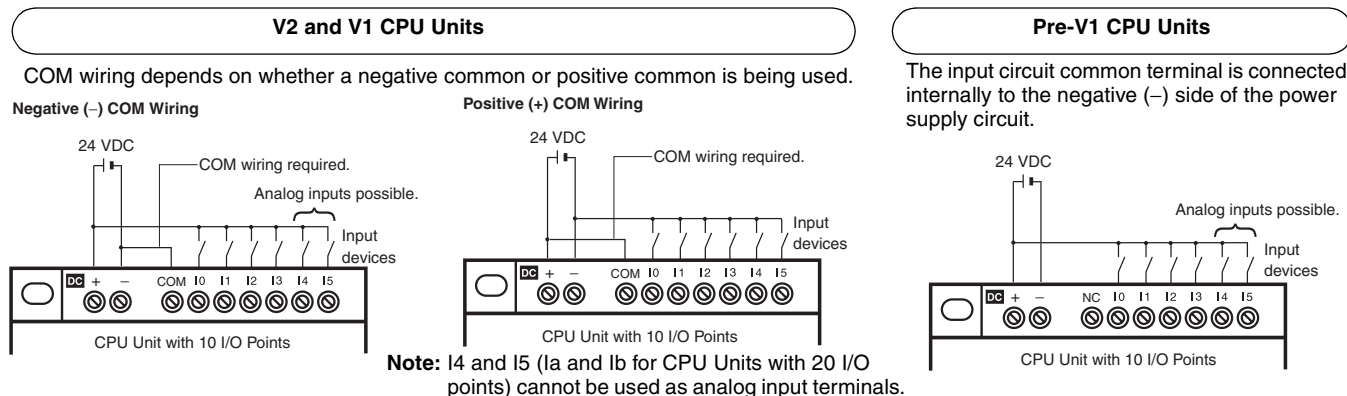 V2 and V1 CPU Units
COM wiring depends on whether a negative common or positive common is being used.
Negative (–) COM Wiring
24 VDC
COM wiring required.
Analog inputs possible.
Input
devices
DC + – COM I0 I1 I2 I3 I4 I5
CPU Unit with 10 I/O Points
Positive (+) COM Wiring
24 VDC
COM wiring required.
Input
devices
DC + – COM I0 I1 I2 I3 I4 I5
CPU Unit with 10 I/O Points
Note: I4 and I5 (Ia and Ib for CPU Units with 20 I/O
points) cannot be used as analog input terminals.
Pre-V1 CPU Units
The input circuit common terminal is connected
internally to the negative (–) side of the power
supply circuit.
24 VDC
Analog inputs possible.
Input
devices
DC + – NC I0 I1 I2 I3 I4 I5
CPU Unit with 10 I/O Points